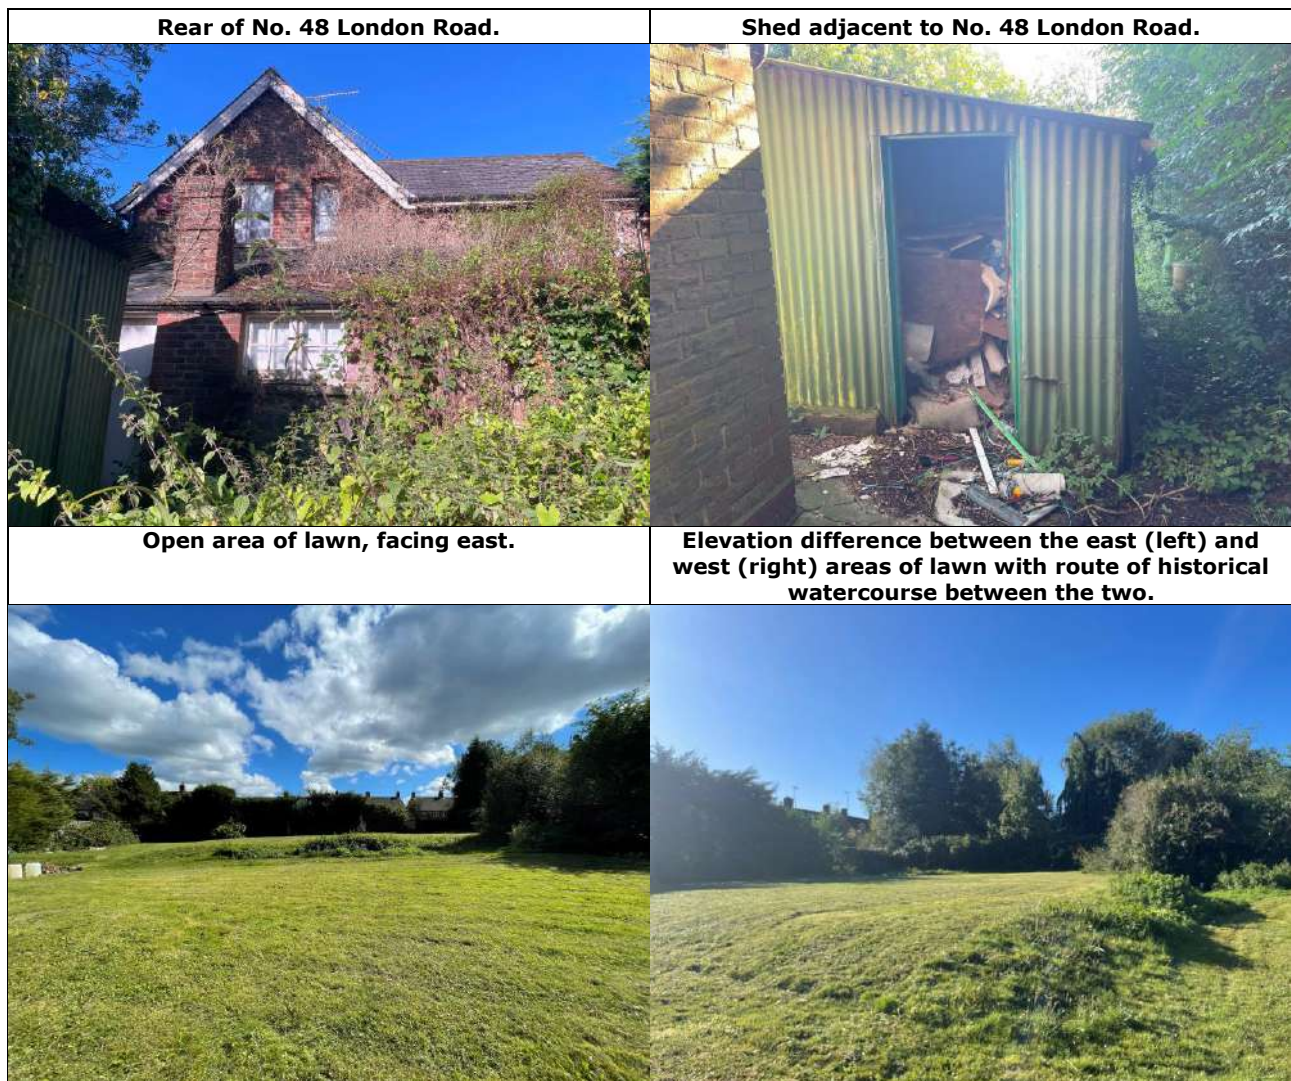 Rear of No. 48 London Road.
Shed adjacent to No. 48 London Road.
Open area of lawn, facing east.
Elevation difference between the east (left) and
west (right) areas of lawn with route of historical
watercourse between the two.